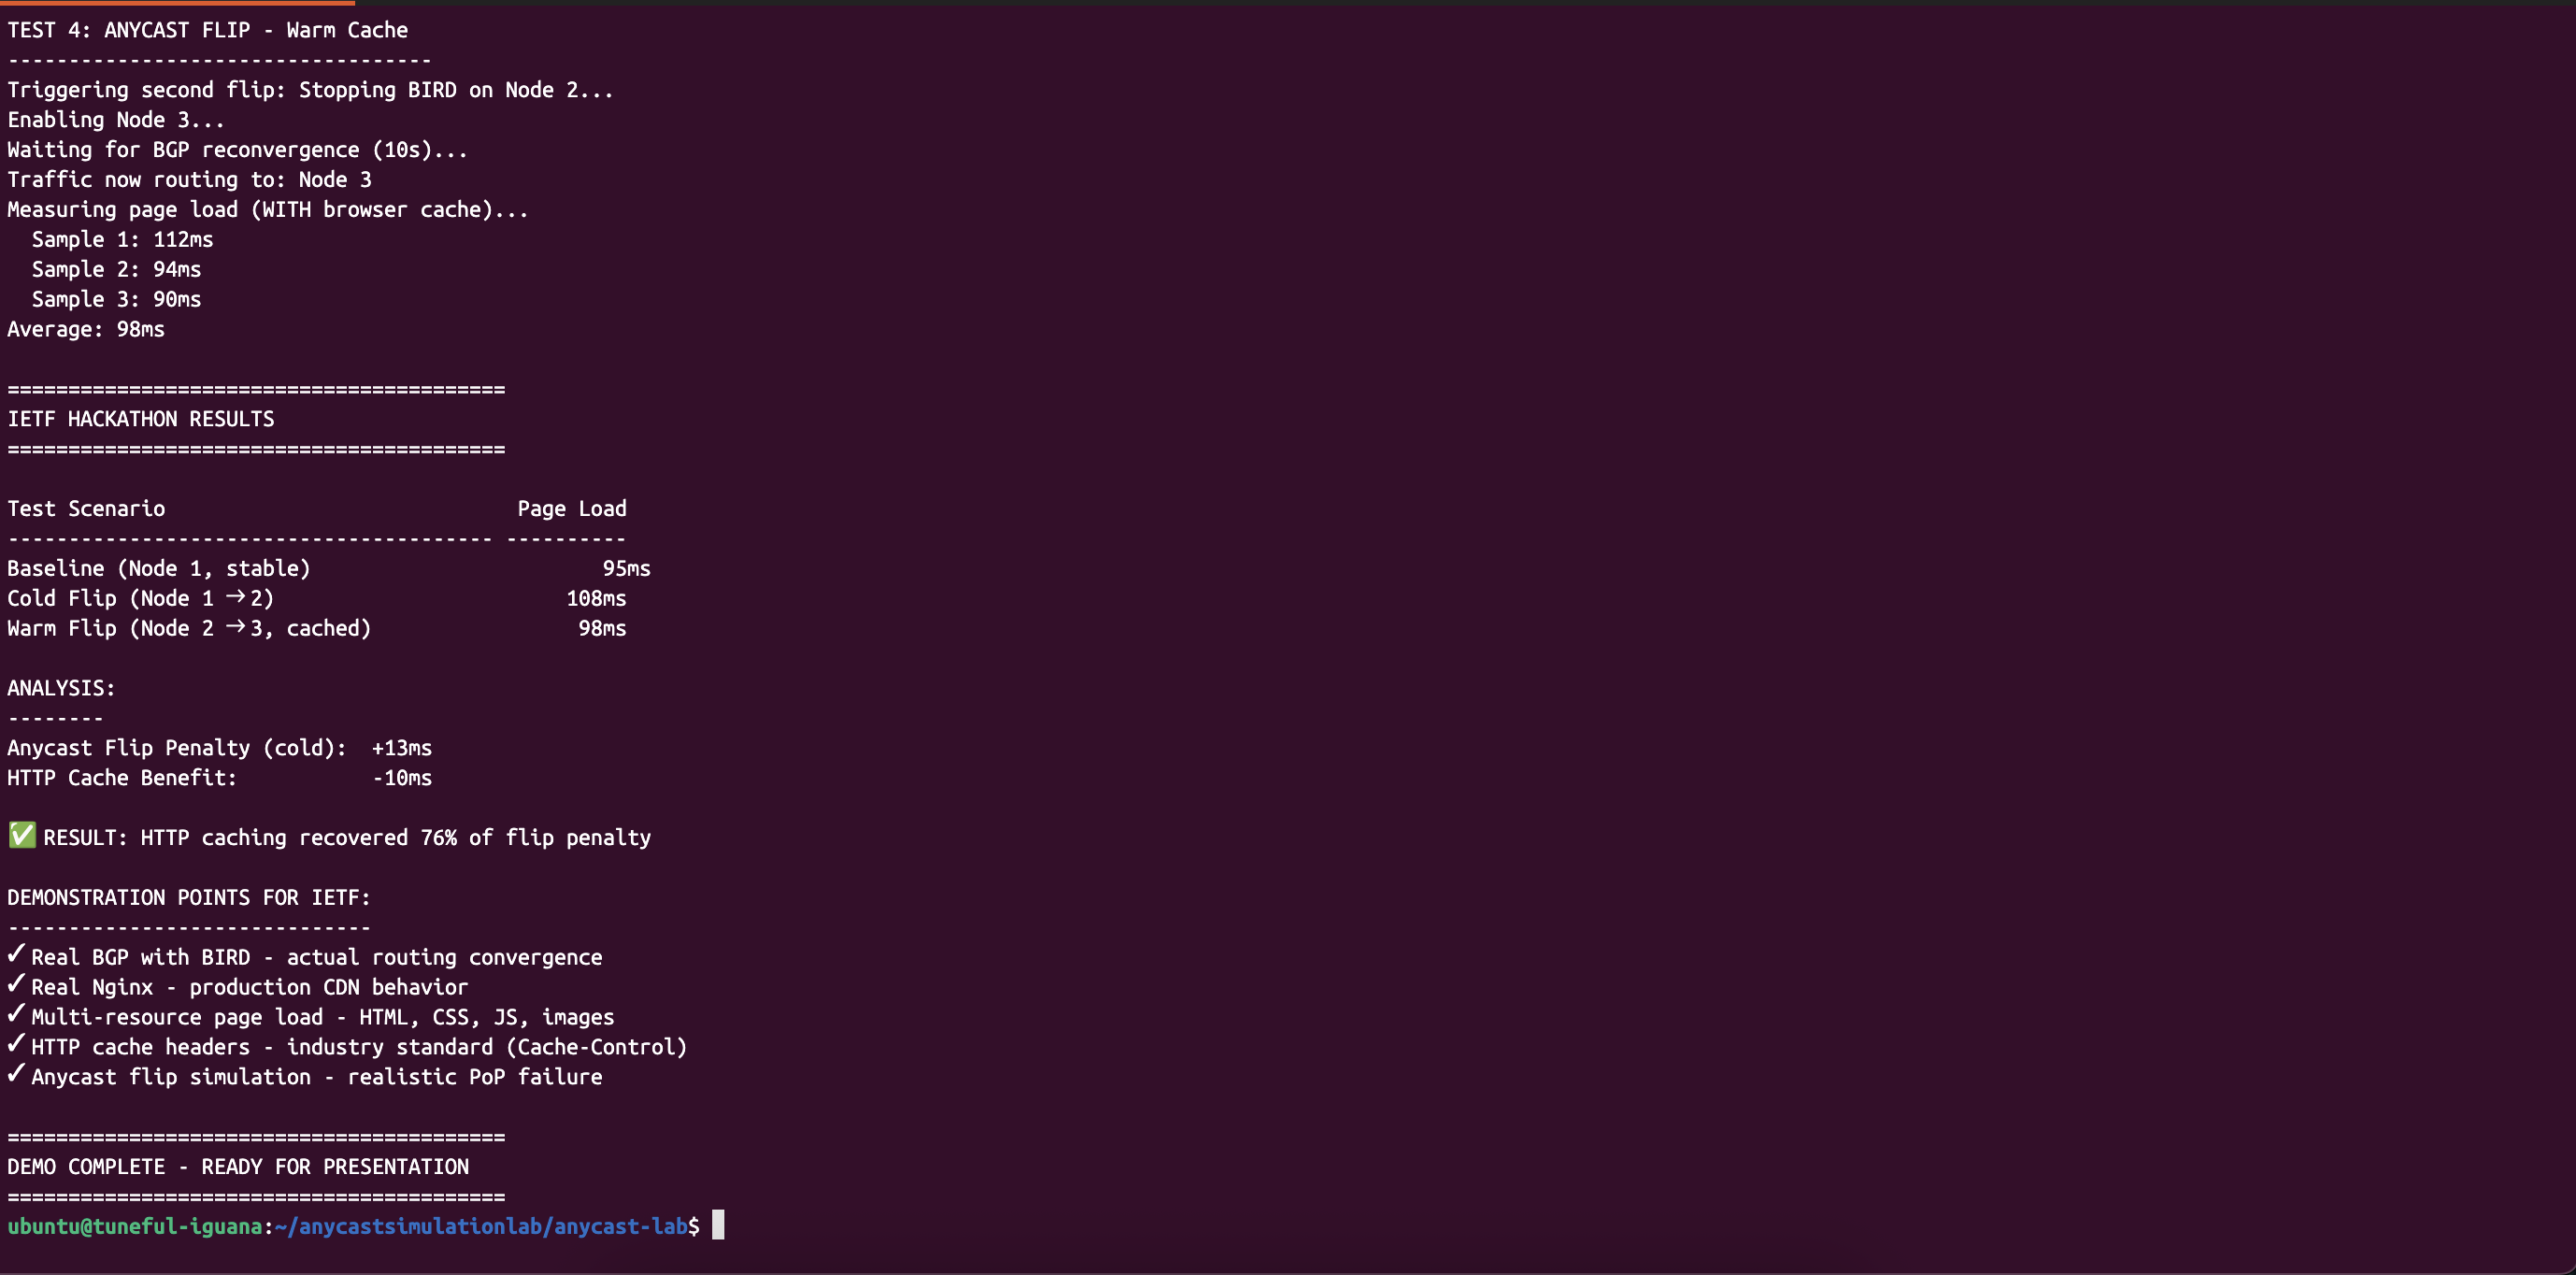 TEST 4: ANYCAST FLIP - Warm Cache
-----------------------------------
Triggering second flip: Stopping BIRD on Node 2...
Enabling Node 3...
Waiting for BGP reconvergence (10s)...
Traffic now routing to: Node 3
Measuring page load (WITH browser cache)...
  Sample 1: 112ms
  Sample 2: 94ms
  Sample 3: 90ms
Average: 98ms

=========================================
IETF HACKATHON RESULTS
=========================================

Test Scenario                             Page Load
---------------------------------------- ----------
Baseline (Node 1, stable)                        95ms
Cold Flip (Node 1 →2)                         108ms
Warm Flip (Node 2 →3, cached)                  98ms

ANALYSIS:
--------
Anycast Flip Penalty (cold):  +13ms
HTTP Cache Benefit:           -10ms

✅ RESULT: HTTP caching recovered 76% of flip penalty

DEMONSTRATION POINTS FOR IETF:
------------------------------
✓ Real BGP with BIRD - actual routing convergence
✓ Real Nginx - production CDN behavior
✓ Multi-resource page load - HTML, CSS, JS, images
✓ HTTP cache headers - industry standard (Cache-Control)
✓ Anycast flip simulation - realistic PoP failure

=========================================
DEMO COMPLETE - READY FOR PRESENTATION
=========================================
ubuntu@tuneful-iguana:~/anycastsimulationlab/anycast-lab$